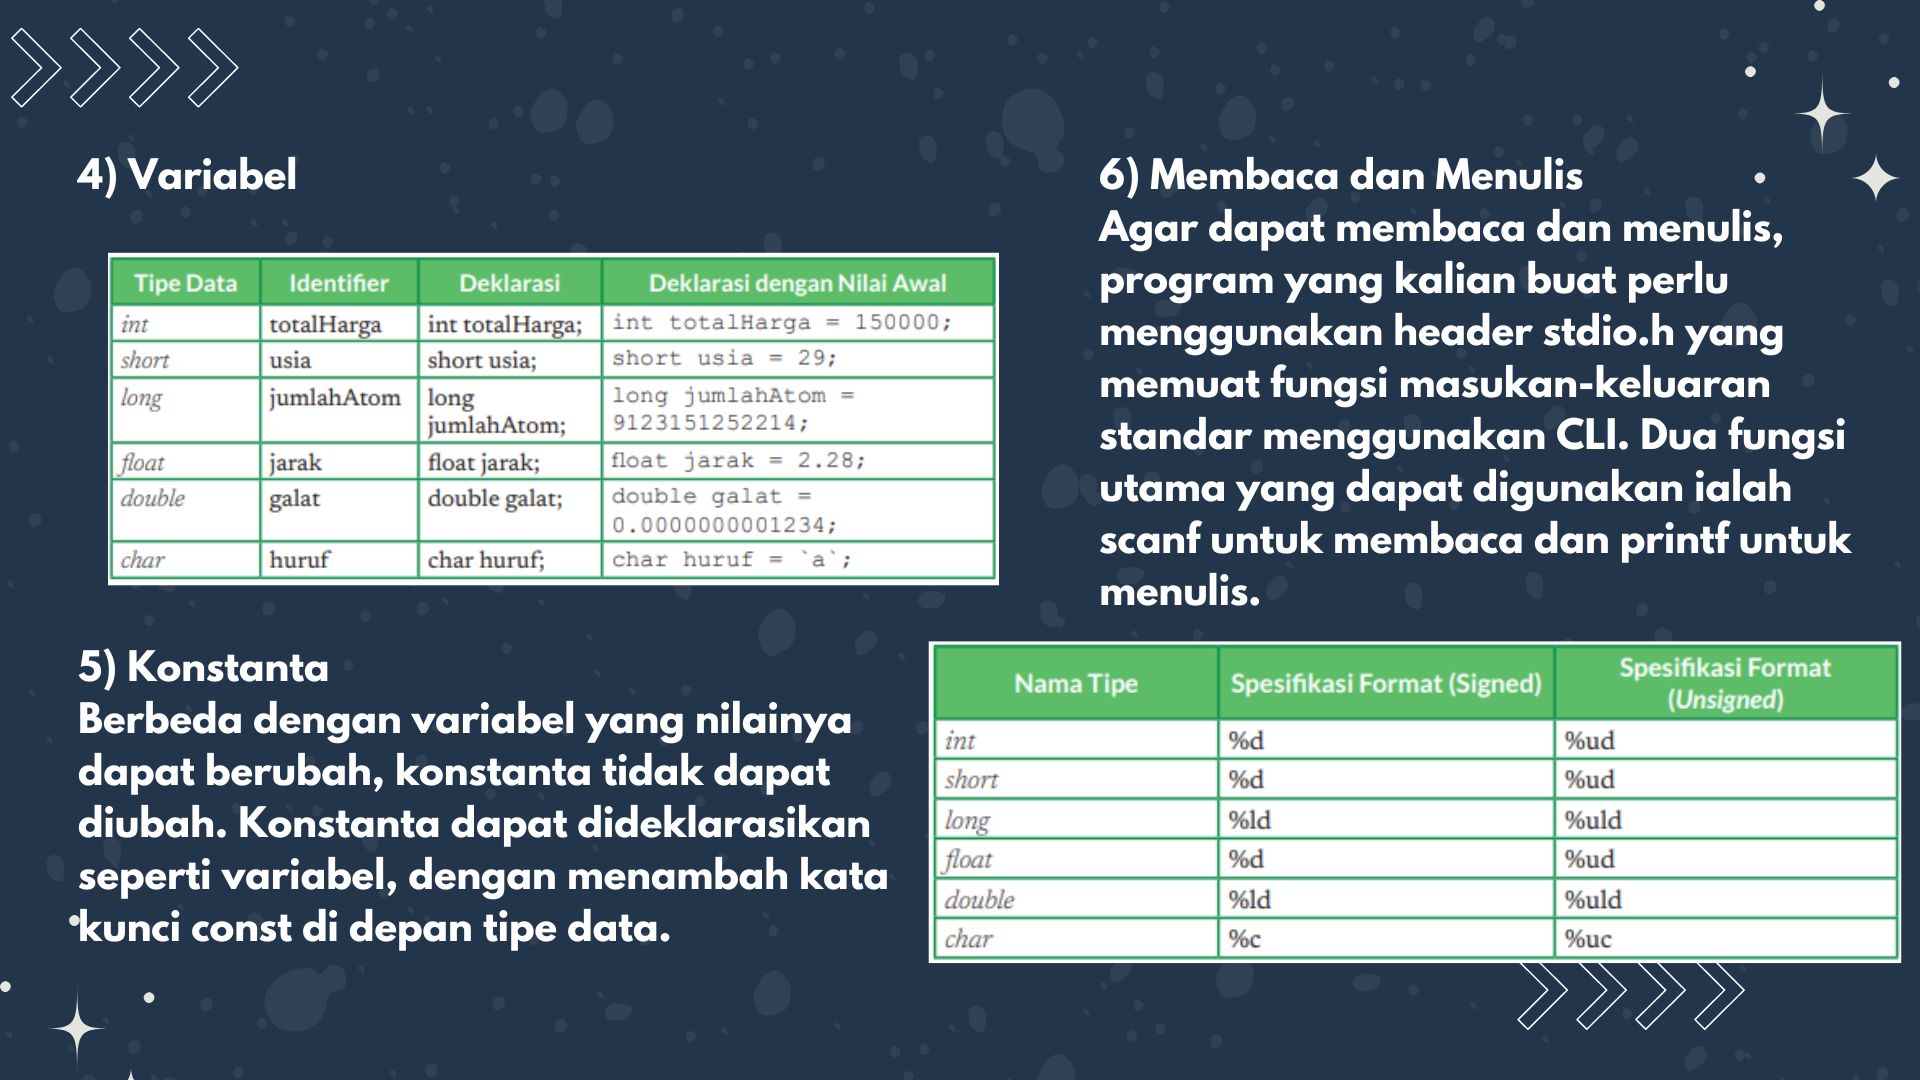 4) Variabel
Tipe Data Identifier Deklarasi Deklarasi dengan Nilai Awal
int totalHarga int totalHarga; int totalHarga = 150000;
short usia short usia; short usia = 29;
long jumlahAtom long long jumlahAtom =
jumlahAtom; 9123151252214;
float jarak float jarak; float jarak = 2.28;
double galat double galat; double galat =
0.0000000001234;
char huruf char huruf; char huruf = `a`;
5) Konstanta
Berbeda dengan variabel yang nilainya
dapat berubah, konstanta tidak dapat
diubah. Konstanta dapat dideklarasikan
seperti variabel, dengan menambah kata
kunci const di depan tipe data.
6) Membaca dan Menulis
Agar dapat membaca dan menulis,
program yang kalian buat perlu
menggunakan header stdio.h yang
memuat fungsi masukan-keluaran
standar menggunakan CLI. Dua fungsi
utama yang dapat digunakan ialah
scanf untuk membaca dan printf untuk
menulis.
Nama Tipe Spesifikasi Format (Signed) Spesifikasi Format
(Unsigned)
int %d %ud
short %d %ud
long %ld %uld
float %d %ud
double %ld %uld
char %c %uc